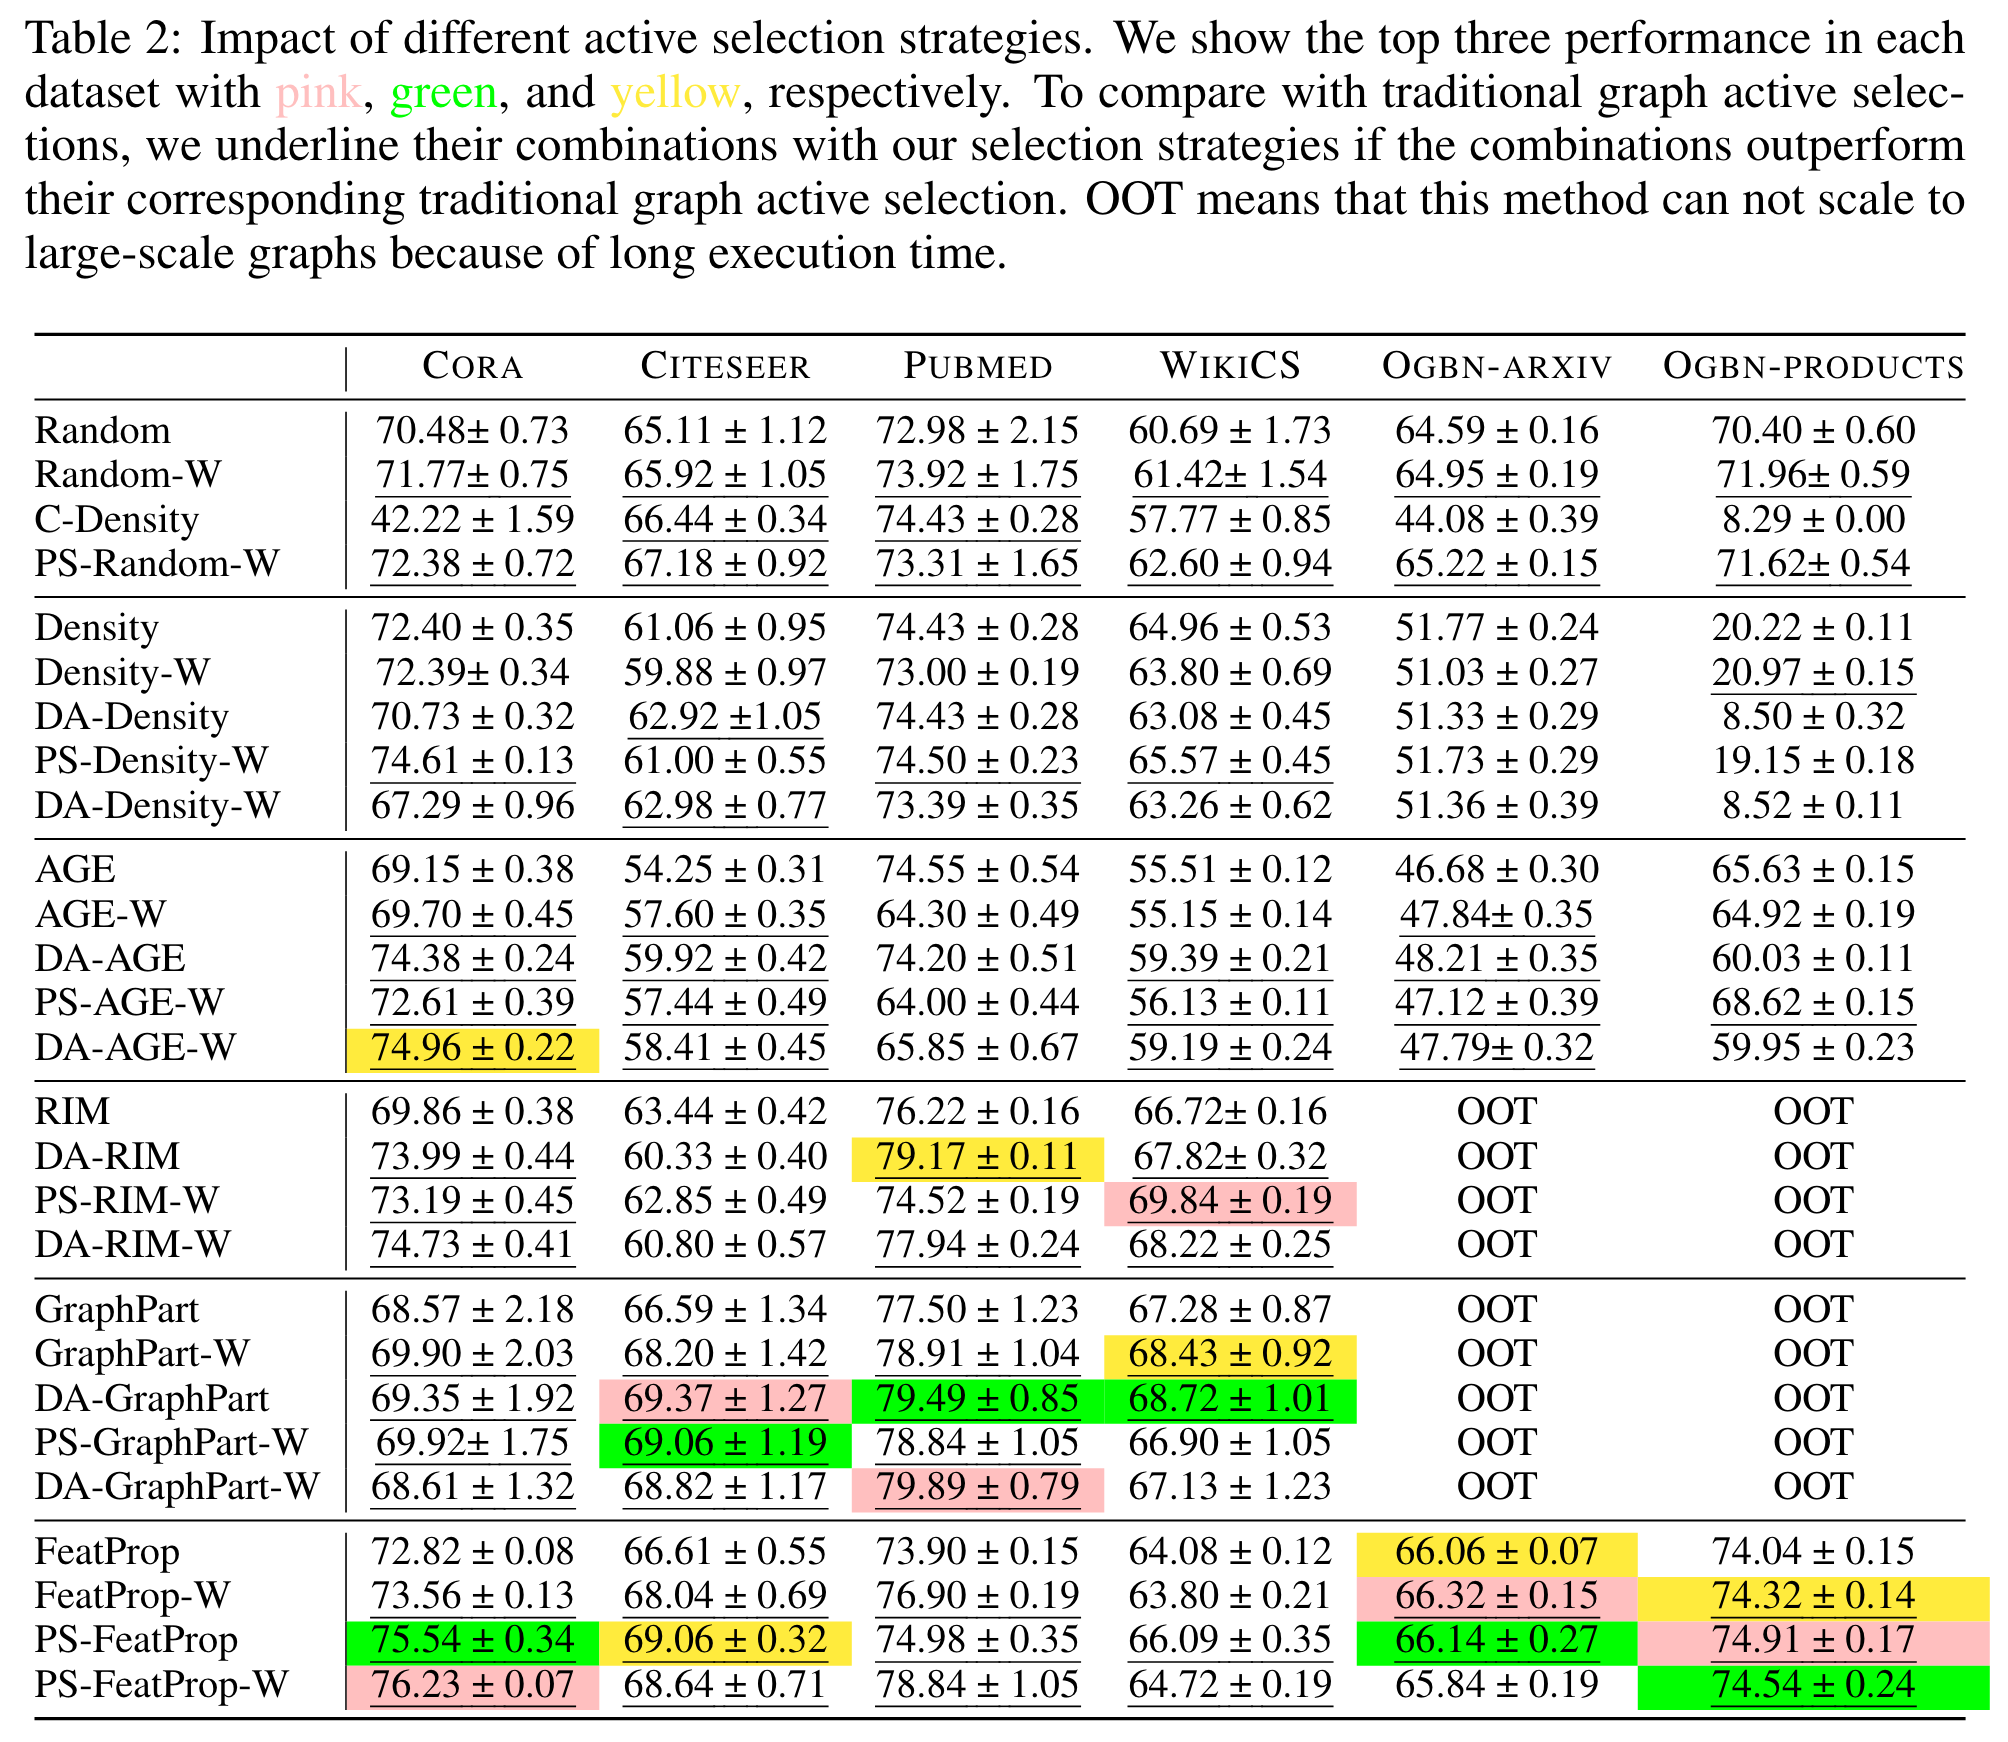 Table 2: Impact of different active selection strategies. We show the top three performance in each
dataset with pink, green, and yellow, respectively. To compare with traditional graph active selec-
tions, we underline their combinations with our selection strategies if the combinations outperform
their corresponding traditional graph active selection. OOT means that this method can not scale to
large-scale graphs because of long execution time.
CORA CITESEER PUBMED WIKICS OGBN-ARXIV OGBN-PRODUCTS
Random 70.48± 0.73 65.11 ± 1.12 72.98 ± 2.15 60.69 ± 1.73 64.59 ± 0.16 70.40 ± 0.60
Random-W 71.77± 0.75 65.92 ± 1.05 73.92 ± 1.75 61.42± 1.54 64.95 ± 0.19 71.96± 0.59
C-Density 42.22 ± 1.59 66.44 ± 0.34 74.43 ± 0.28 57.77 ± 0.85 44.08 ± 0.39 8.29 ± 0.00
PS-Random-W 72.38 ± 0.72 67.18 ± 0.92 73.31 ± 1.65 62.60 ± 0.94 65.22 ± 0.15 71.62± 0.54
Density 72.40 ± 0.35 61.06 ± 0.95 74.43 ± 0.28 64.96 ± 0.53 51.77 ± 0.24 20.22 ± 0.11
Density-W 72.39± 0.34 59.88 ± 0.97 73.00 ± 0.19 63.80 ± 0.69 51.03 ± 0.27 20.97 ± 0.15
DA-Density 70.73 ± 0.32 62.92 ±1.05 74.43 ± 0.28 63.08 ± 0.45 51.33 ± 0.29 8.50 ± 0.32
PS-Density-W 74.61 ± 0.13 61.00 ± 0.55 74.50 ± 0.23 65.57 ± 0.45 51.73 ± 0.29 19.15 ± 0.18
DA-Density-W 67.29 ± 0.96 62.98 ± 0.77 73.39 ± 0.35 63.26 ± 0.62 51.36 ± 0.39 8.52 ± 0.11
AGE 69.15 ± 0.38 54.25 ± 0.31 74.55 ± 0.54 55.51 ± 0.12 46.68 ± 0.30 65.63 ± 0.15
AGE-W 69.70 ± 0.45 57.60 ± 0.35 64.30 ± 0.49 55.15 ± 0.14 47.84± 0.35 64.92 ± 0.19
DA-AGE 74.38 ± 0.24 59.92 ± 0.42 74.20 ± 0.51 59.39 ± 0.21 48.21 ± 0.35 60.03 ± 0.11
PS-AGE-W 72.61 ± 0.39 57.44 ± 0.49 64.00 ± 0.44 56.13 ± 0.11 47.12 ± 0.39 68.62 ± 0.15
DA-AGE-W 74.96 ± 0.22 58.41 ± 0.45 65.85 ± 0.67 59.19 ± 0.24 47.79± 0.32 59.95 ± 0.23
RIM 69.86 ± 0.38 63.44 ± 0.42 76.22 ± 0.16 66.72± 0.16 OOT OOT
DA-RIM 73.99 ± 0.44 60.33 ± 0.40 79.17 ± 0.11 67.82± 0.32 OOT OOT
PS-RIM-W 73.19 ± 0.45 62.85 ± 0.49 74.52 ± 0.19 69.84 ± 0.19 OOT OOT
DA-RIM-W 74.73 ± 0.41 60.80 ± 0.57 77.94 ± 0.24 68.22 ± 0.25 OOT OOT
GraphPart 68.57 ± 2.18 66.59 ± 1.34 77.50 ± 1.23 67.28 ± 0.87 OOT OOT
GraphPart-W 69.90 ± 2.03 68.20 ± 1.42 78.91 ± 1.04 68.43 ± 0.92 OOT OOT
DA-GraphPart 69.35 ± 1.92 69.37 ± 1.27 79.49 ± 0.85 68.72 ± 1.01 OOT OOT
PS-GraphPart-W 69.92± 1.75 69.06 ± 1.19 78.84 ± 1.05 66.90 ± 1.05 OOT OOT
DA-GraphPart-W 68.61 ± 1.32 68.82 ± 1.17 79.89 ± 0.79 67.13 ± 1.23 OOT OOT
FeatProp 72.82 ± 0.08 66.61 ± 0.55 73.90 ± 0.15 64.08 ± 0.12 66.06 ± 0.07 74.04 ± 0.15
FeatProp-W 73.56 ± 0.13 68.04 ± 0.69 76.90 ± 0.19 63.80 ± 0.21 66.32 ± 0.15 74.32 ± 0.14
PS-FeatProp 75.54 ± 0.34 69.06 ± 0.32 74.98 ± 0.35 66.09 ± 0.35 66.14 ± 0.27 74.91 ± 0.17
PS-FeatProp-W 76.23 ± 0.07 68.64 ± 0.71 78.84 ± 1.05 64.72 ± 0.19 65.84 ± 0.19 74.54 ± 0.24